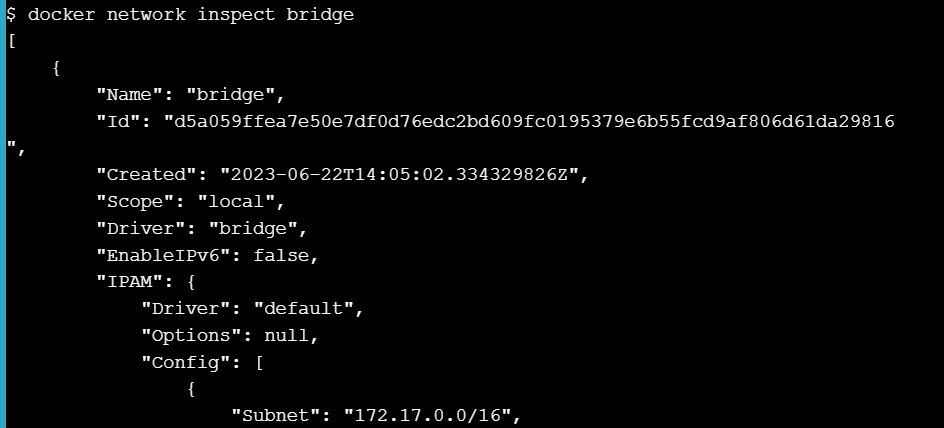 $ docker network inspect bridge
[
    {
        "Name": "bridge",
        "Id": "d5a059ffea7e50e7df0d76edc2bd609fc0195379e6b55fcd9af806d61da29816
",
        "Created": "2023-06-22T14:05:02.334329826Z",
        "Scope": "local",
        "Driver": "bridge",
        "EnableIPv6": false,
        "IPAM": {
            "Driver": "default",
            "Options": null,
            "Config": [
                {
                    "Subnet": "172.17.0.0/16",